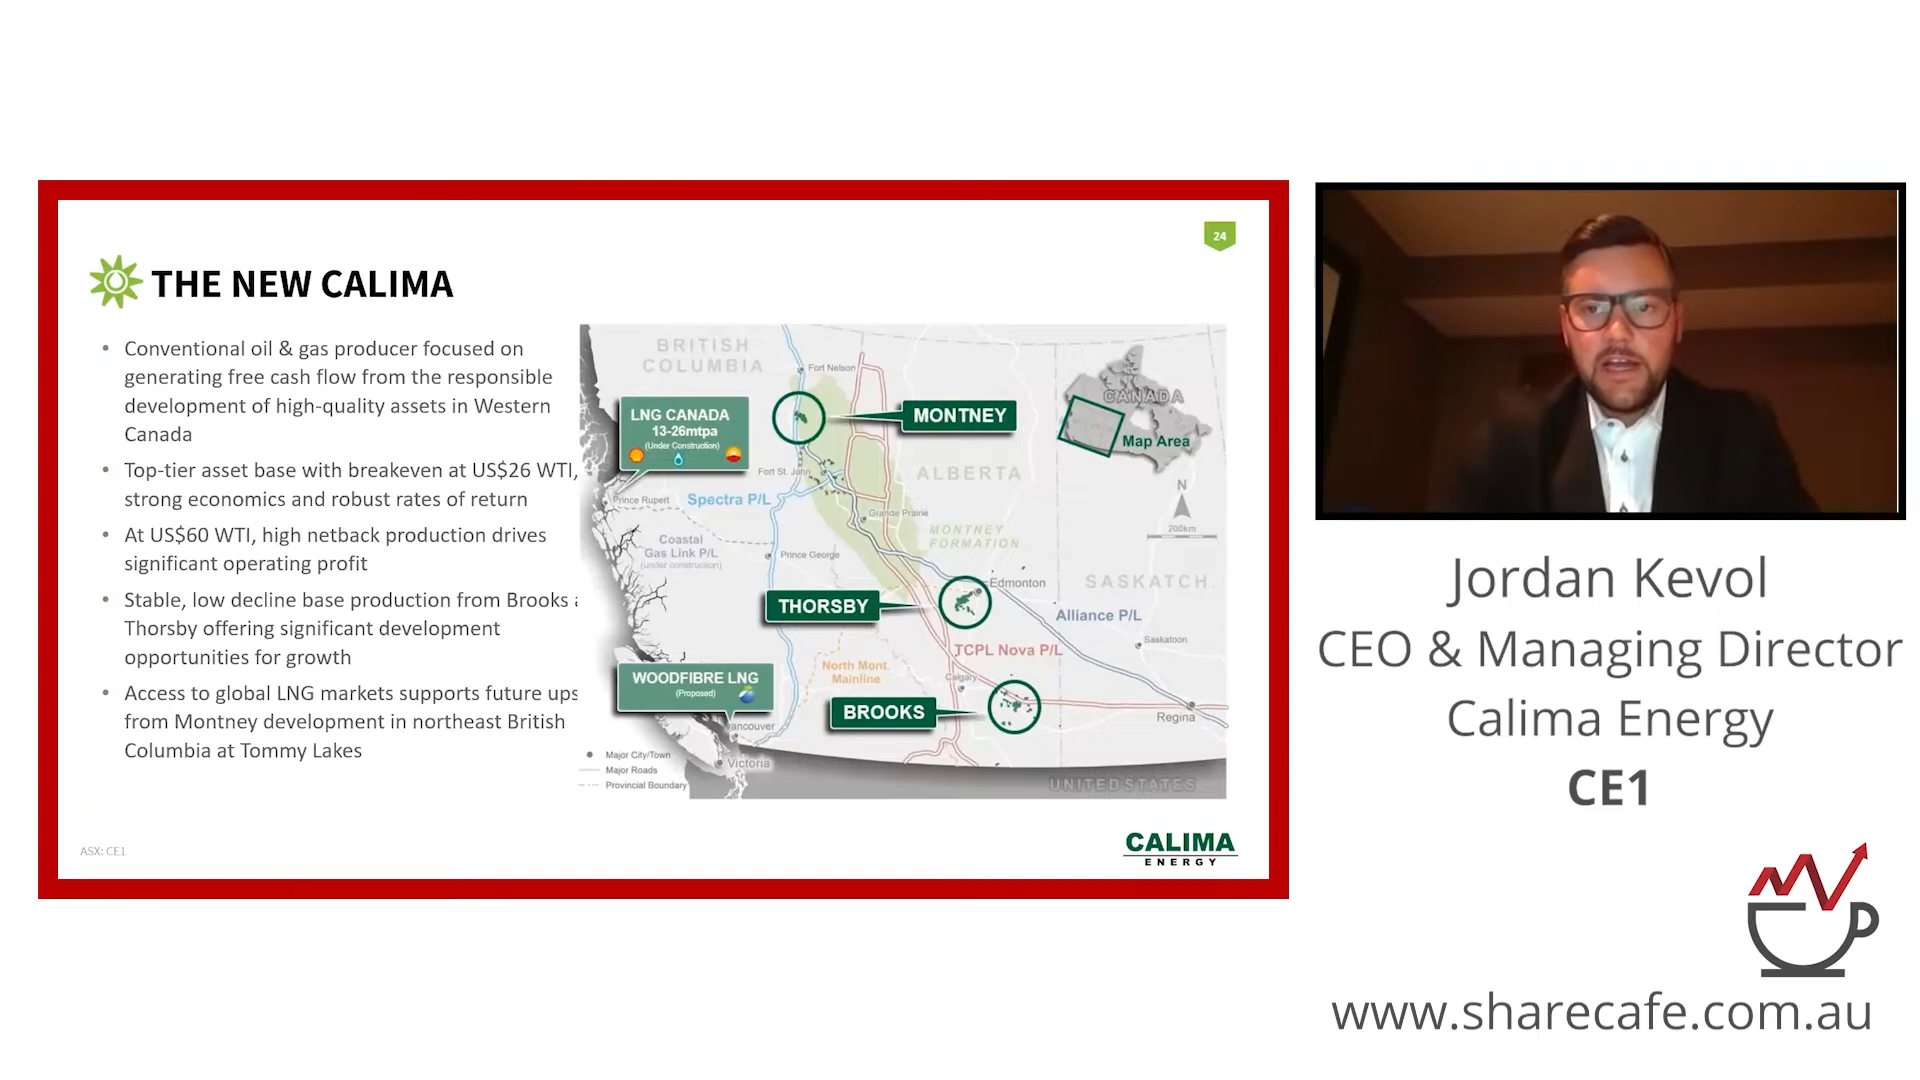 24
THE NEW CALIMA
• Conventional oil & gas producer focused on
generating free cash flow from the responsible
development of high-quality assets in Western
Canada
• Top-tier asset base with breakeven at US$26 WTI,
strong economics and robust rates of return
• At US$60 WTI, high netback production drives
significant operating profit
• Stable, low decline base production from Brooks
Thorsby offering significant development
opportunities for growth
• Access to global LNG markets supports future ups
from Montney development in northeast British
Columbia at Tommy Lakes
BRITISH
COLUMBIA
Fort Nelson
LNG CANADA
13-26mtpa
(Under Construction)
MONTNEY
CANADA
Map Area
Fort St. John
ALBERTA
Prince Rupert
Spectra P/L
N
200km
Grande Prairie
MONTNEY
FORMATION
Coastal
Gas Link P/L
(under construction)
Prince George
Edmonton
SASKATCH.
THORSBY
Alliance P/L
Saskatoon
TCPL Nova P/L
North Mont.
Mainline
Calgary
WOODFIBRE LNG
(Proposed)
BROOKS
Regina
ancouver
Victoria
Major City/Town
Major Roads
Provincial Boundary
UNITED STATES
ASX: CE1
CALIMA
ENERGY
Jordan Kevol
CEO & Managing Director
Calima Energy
CE1
www.sharecafe.com.au